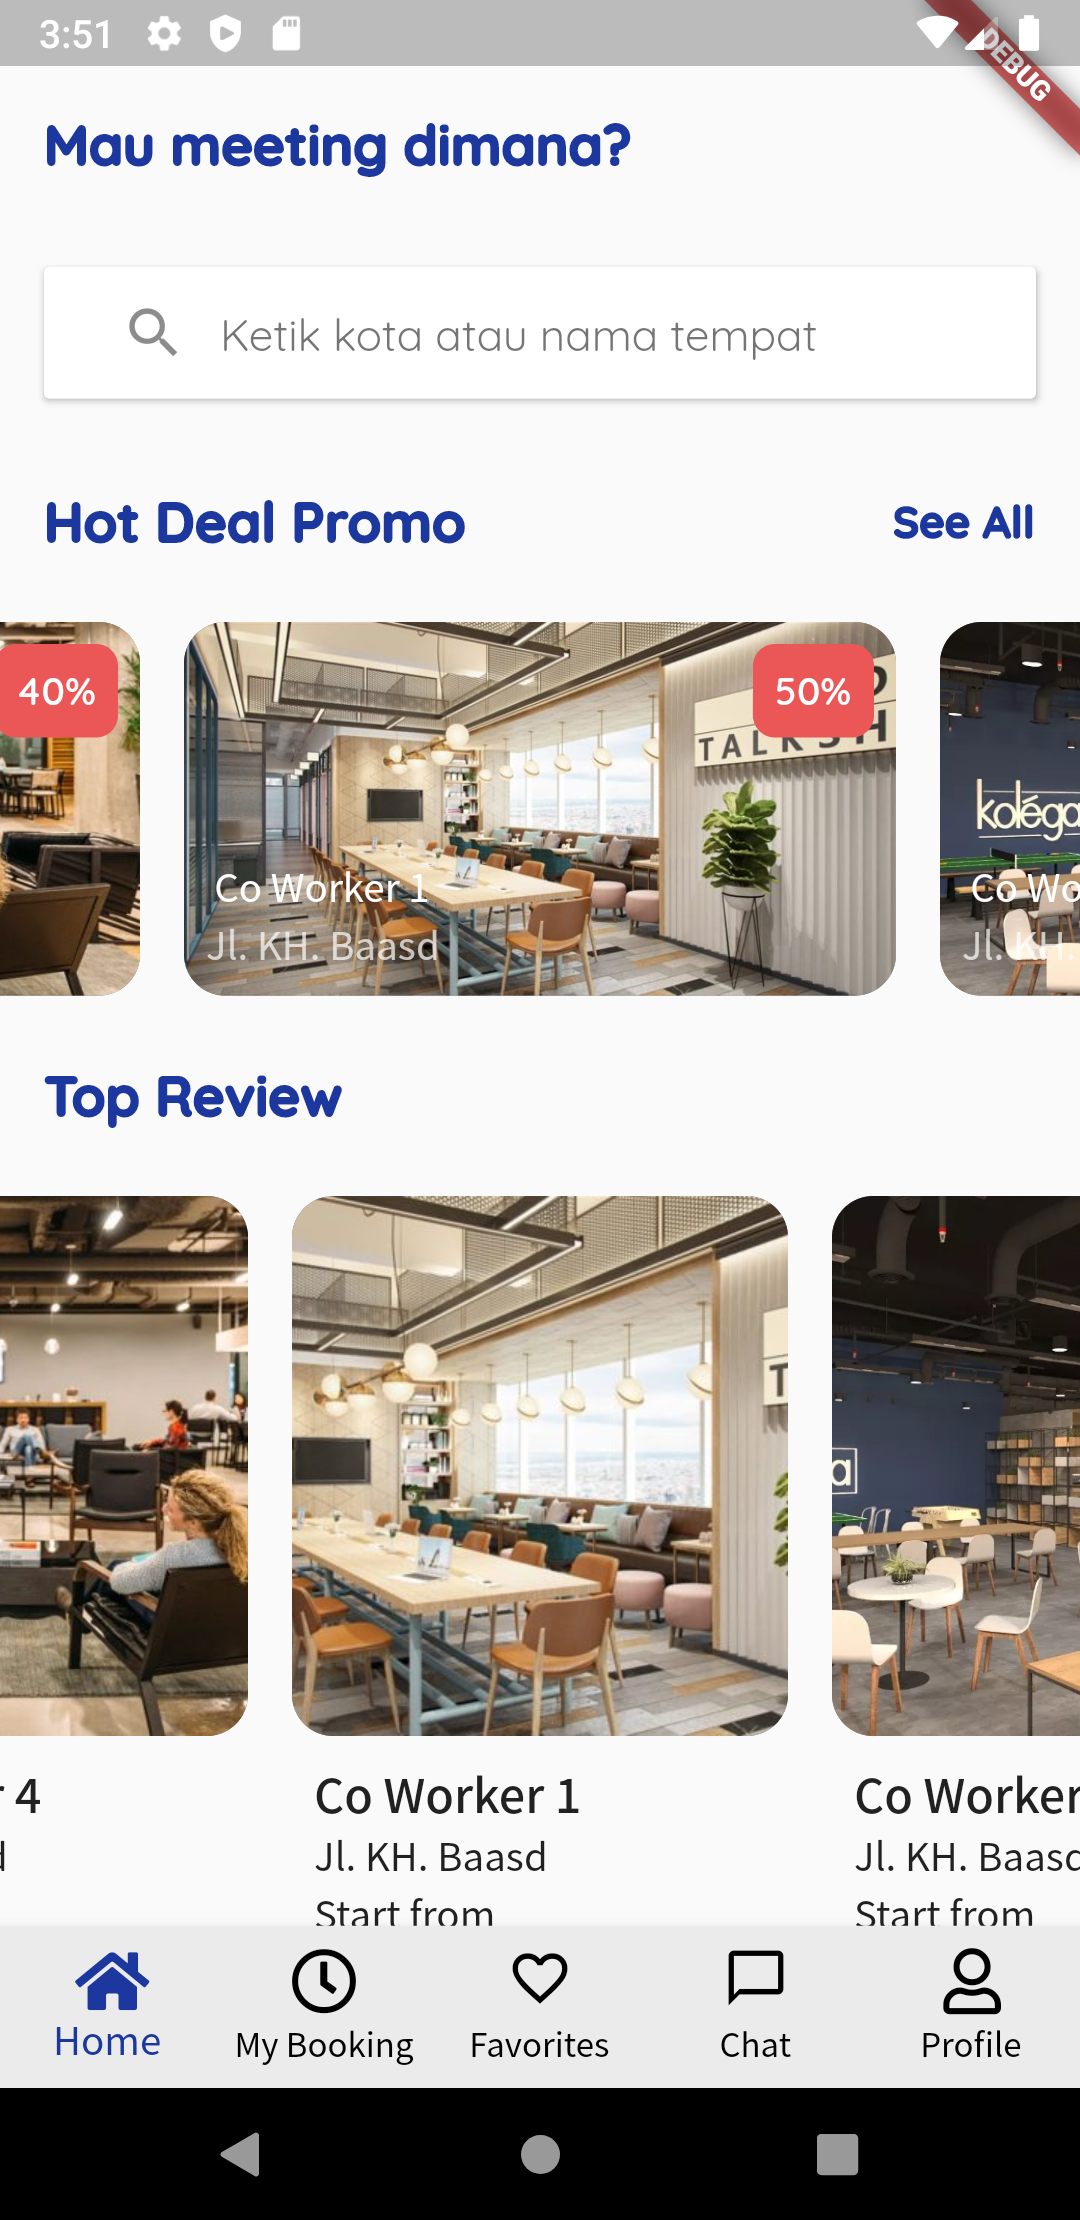 3:51
DEBUG
Mau meeting dimana?
Ketik kota atau nama tempat
Hot Deal Promo
See All
40%
50%
TALKSH
koléga
Co Worker 1
Jl. KH. Baasd
Co Wo
Jl. KH.
Top Review
T
a
r 4
Co Worker 1
Co Worker
d
Jl. KH. Baasd
Jl. KH. Baasd
Start from
Start from
Home
My Booking
Favorites
Chat
Profile